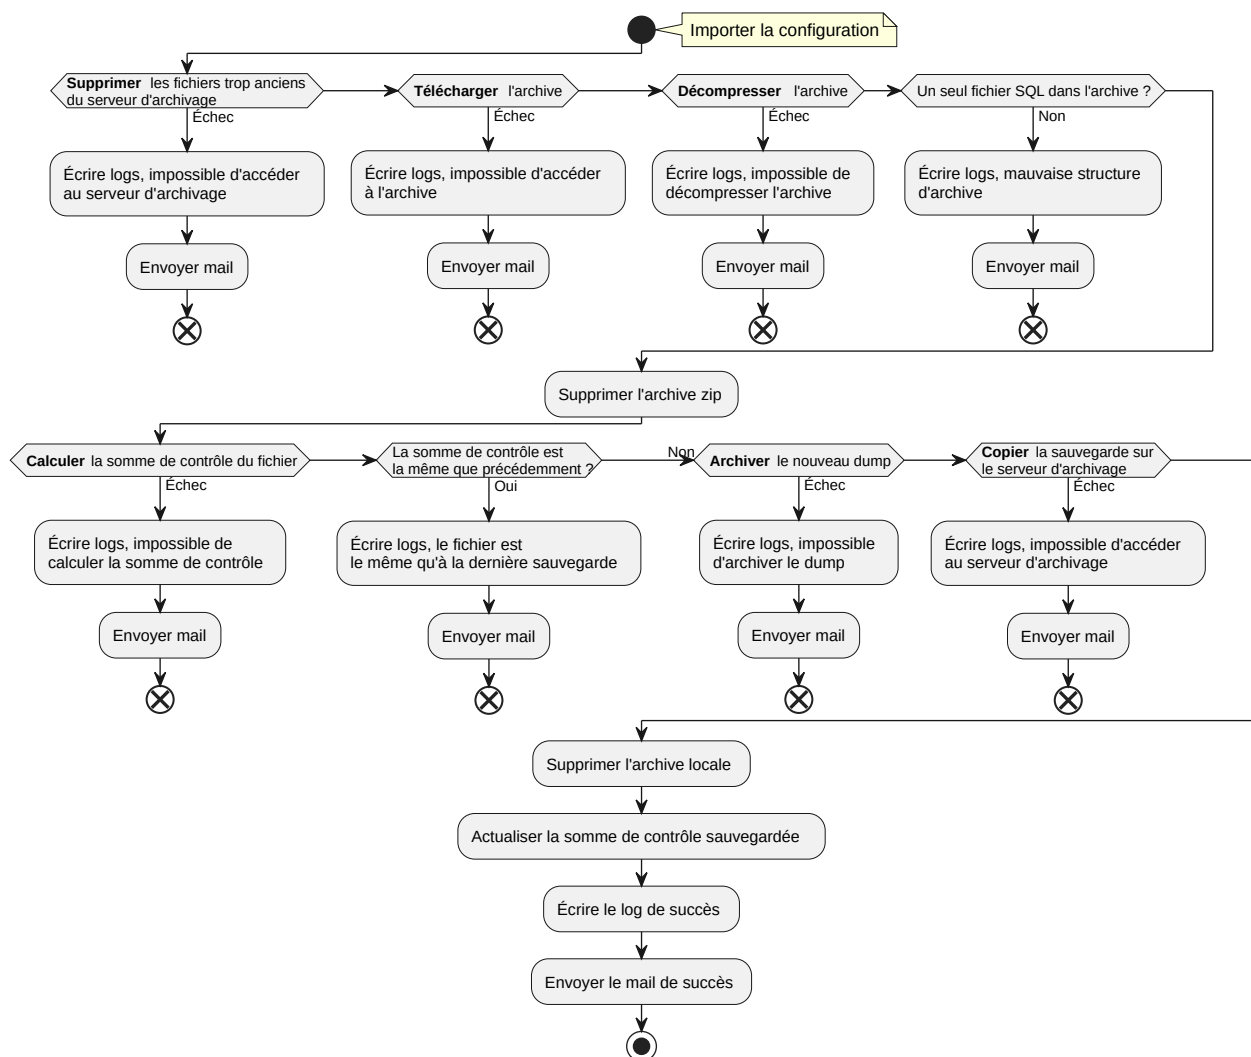 Importer la configuration
Supprimer les fichiers trop anciens
du serveur d'archivage
Télécharger l'archive
Décompresser l'archive
Un seul fichier SQL dans l'archive ?
Échec
Échec
Échec
Non
Écrire logs, impossible d'accéder
au serveur d'archivage
Écrire logs, impossible d'accéder
à l'archive
Écrire logs, impossible de
décompresser l'archive
Écrire logs, mauvaise structure
d'archive
Envoyer mail
Envoyer mail
Envoyer mail
Envoyer mail
Supprimer l'archive zip
Calculer la somme de contrôle du fichier
La somme de contrôle est
la même que précédemment ?
Non
Archiver le nouveau dump
Copier la sauvegarde sur
le serveur d'archivage
Échec
Oui
Échec
Échec
Écrire logs, impossible de
calculer la somme de contrôle
Écrire logs, le fichier est
le même qu'à la dernière sauvegarde
Écrire logs, impossible
d'archiver le dump
Écrire logs, impossible d'accéder
au serveur d'archivage
Envoyer mail
Envoyer mail
Envoyer mail
Envoyer mail
Supprimer l'archive locale
Actualiser la somme de contrôle sauvegardée
Écrire le log de succès
Envoyer le mail de succès